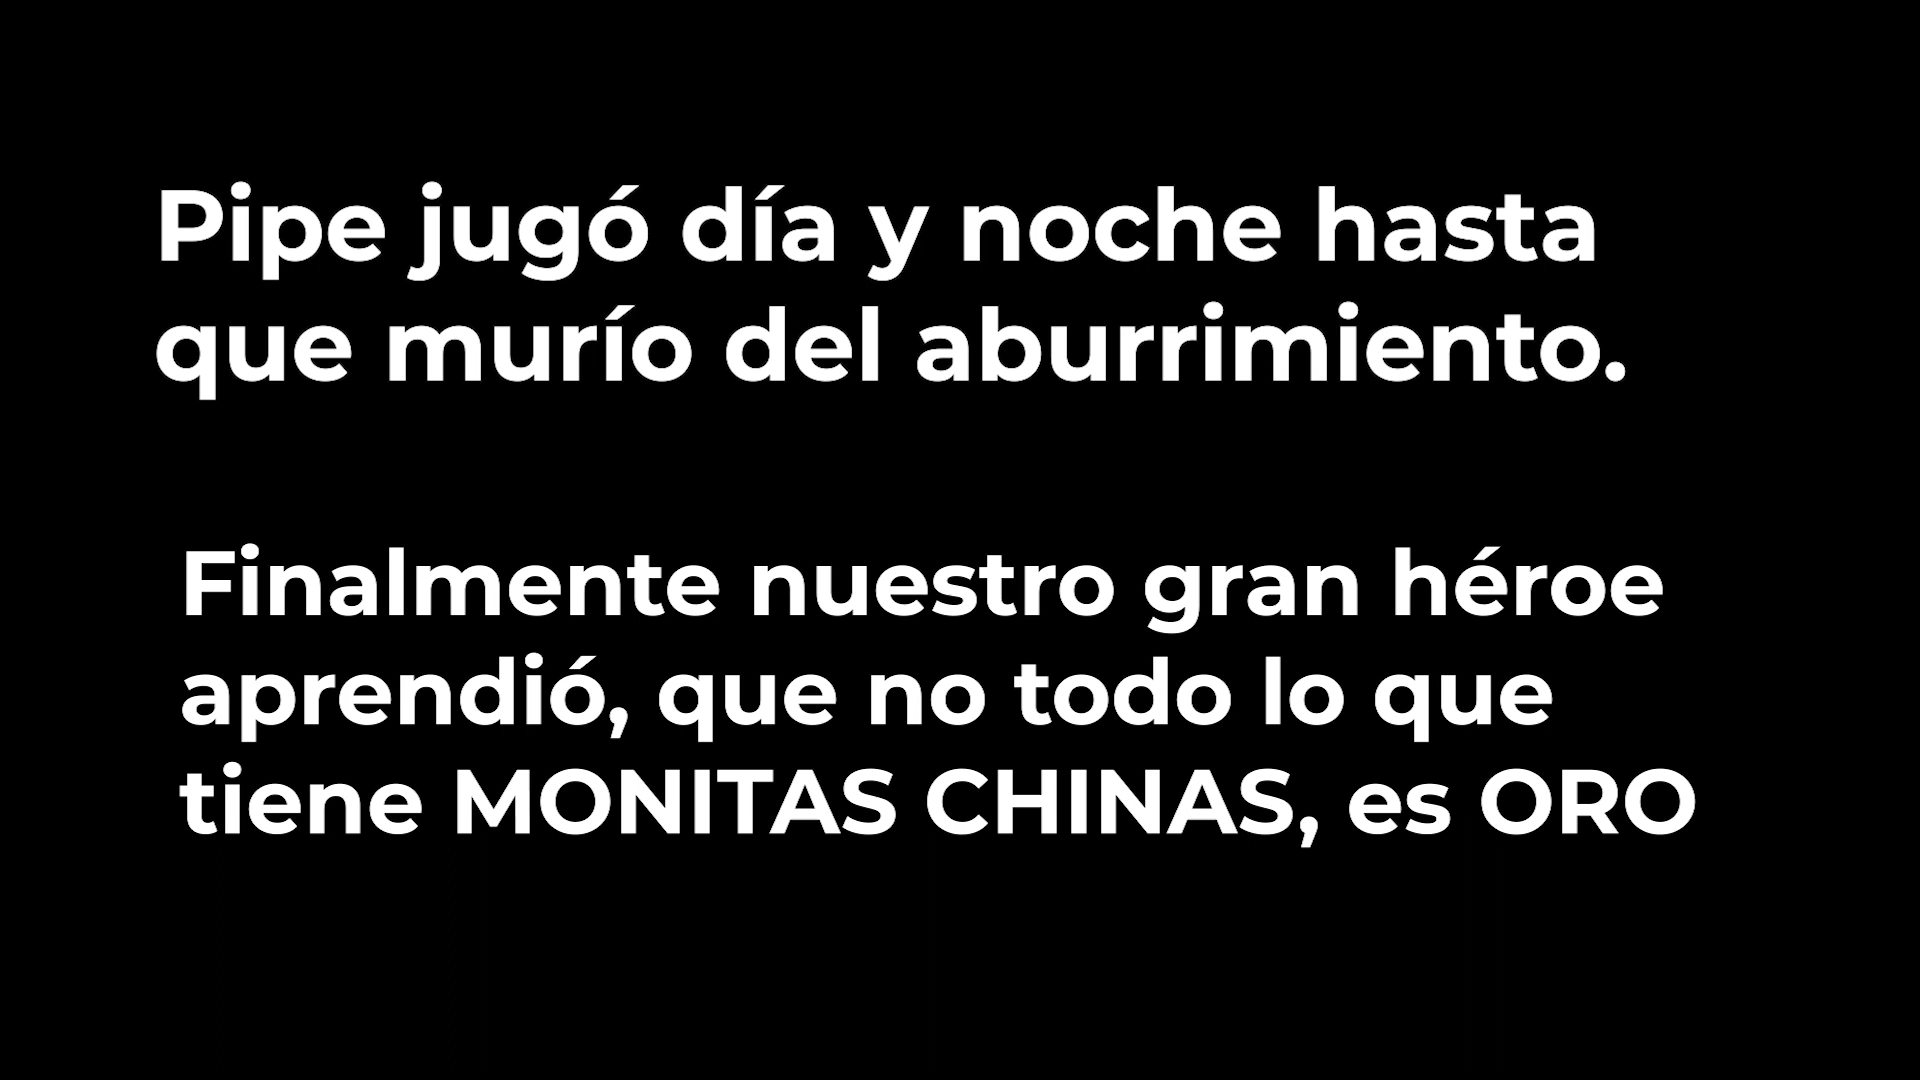 Pipe jugó día y noche hasta
que murío del aburrimiento.
Finalmente nuestro gran héroe
aprendió, que no todo lo que
tiene MONITAS CHINAS, es ORO